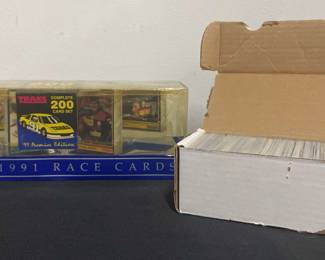 TRAKS
COMPLETE
200
CARD SET
'91 Premier Edition
1991 RACE CARDS